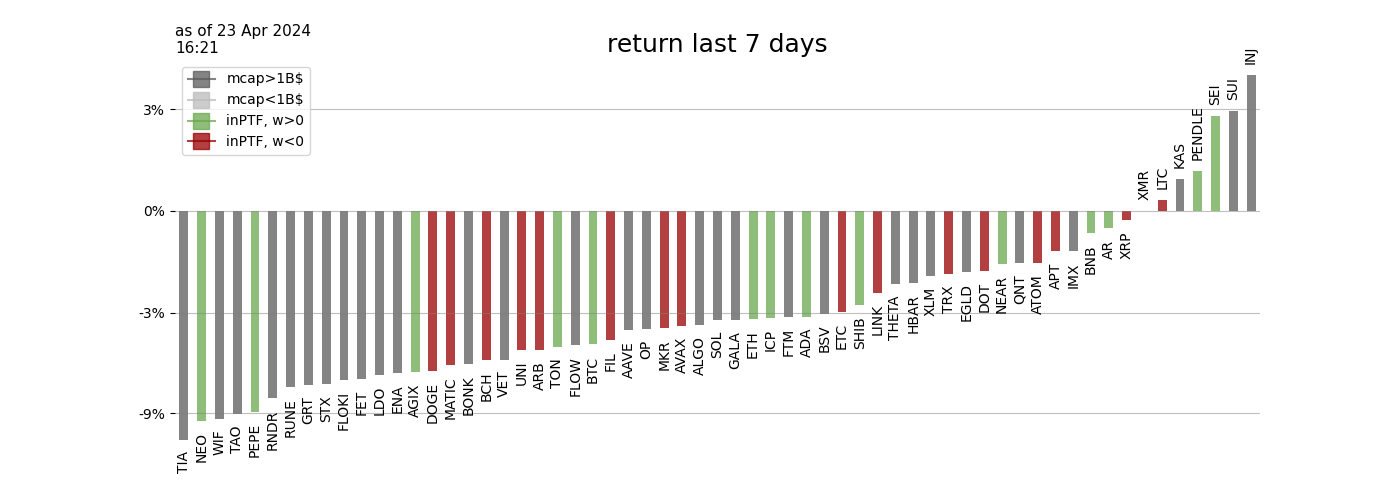 as of 23 Apr 2024
16:21
return last 7 days
mcap>1B$
mcap<1B$
inPTF, w>0
inPTF, w<0
3%
0%
-3%
-9%
TIA
NEO
WIF
TAO
PEPE
RNDR
RUNE
GRT
STX
FLOKI
FET
LDO
ENA
AGIX
DOGE
MATIC
BONK
BCH
VET
UNI
ARB
TON
FLOW
BTC
FIL
AAVE
OP
MKR
AVAX
ALGO
SOL
GALA
ETH
ICP
FTM
ADA
BSV
ETC
SHIB
LINK
THETA
HBAR
XLM
TRX
EGLD
DOT
NEAR
QNT
ATOM
APT
IMX
BNB
AR
XRP
XMR
LTC
KAS
PENDLE
SEI
SUI
INJ